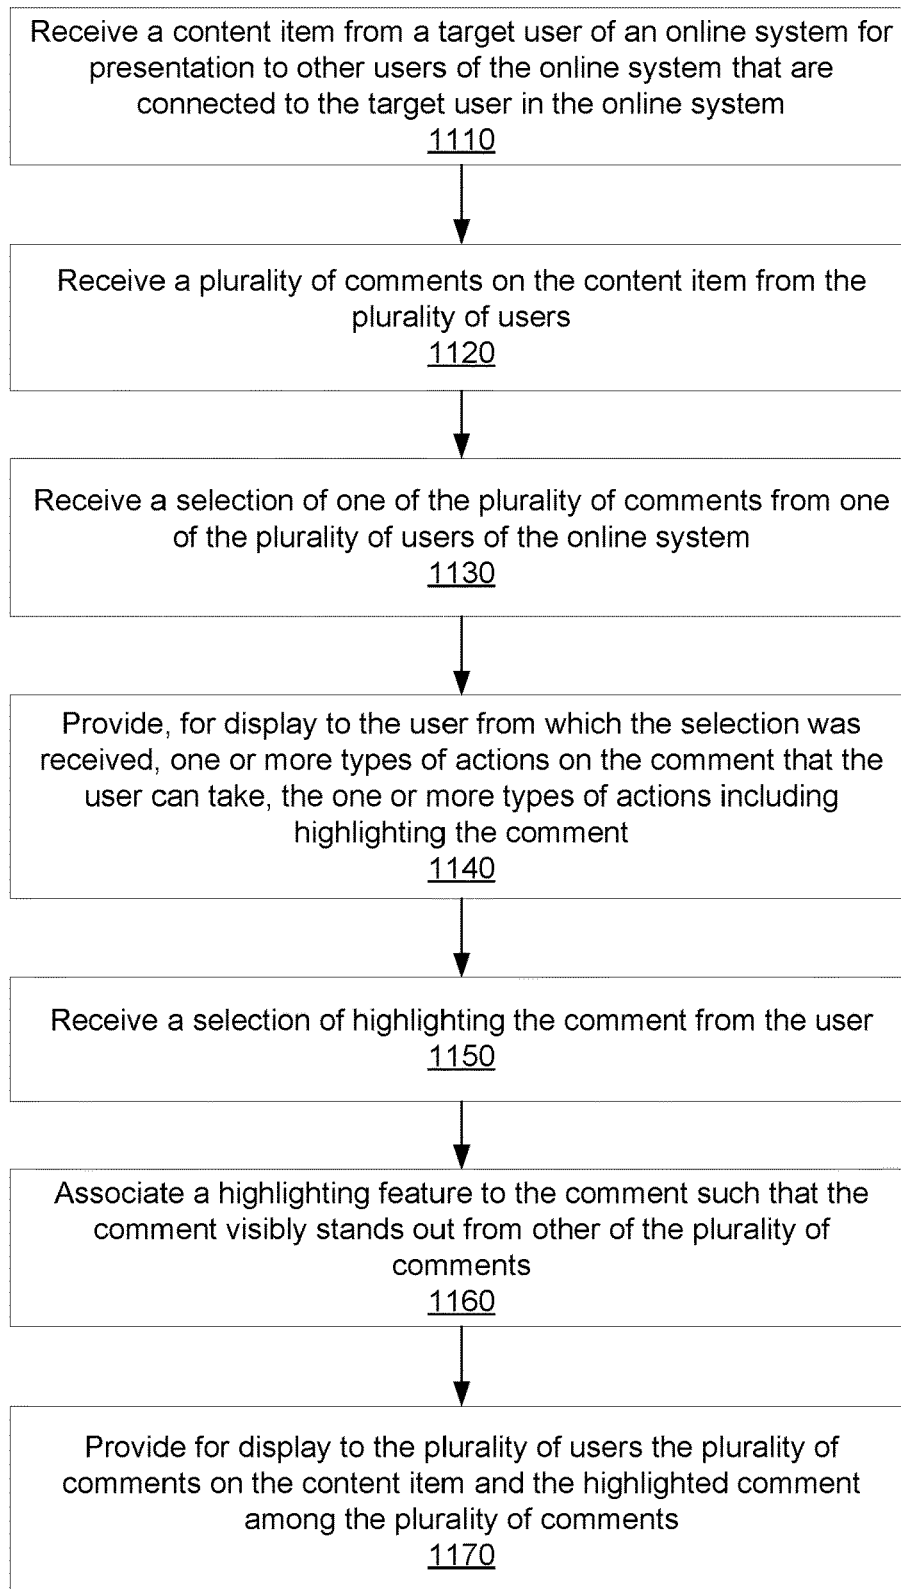 Receive a content item from a target user of an online system for
presentation to other users of the online system that are
connected to the target user in the online system
1110
Receive a plurality of comments on the content item from the
plurality of users
1120
Receive a selection of one of the plurality of comments from one
of the plurality of users of the online system
1130
Provide, for display to the user from which the selection was
received, one or more types of actions on the comment that the
user can take, the one or more types of actions including
highlighting the comment
1140
Receive a selection of highlighting the comment from the user
1150
Associate a highlighting feature to the comment such that the
comment visibly stands out from other of the plurality of
comments
1160
Provide for display to the plurality of users the plurality of
comments on the content item and the highlighted comment
among the plurality of comments
1170